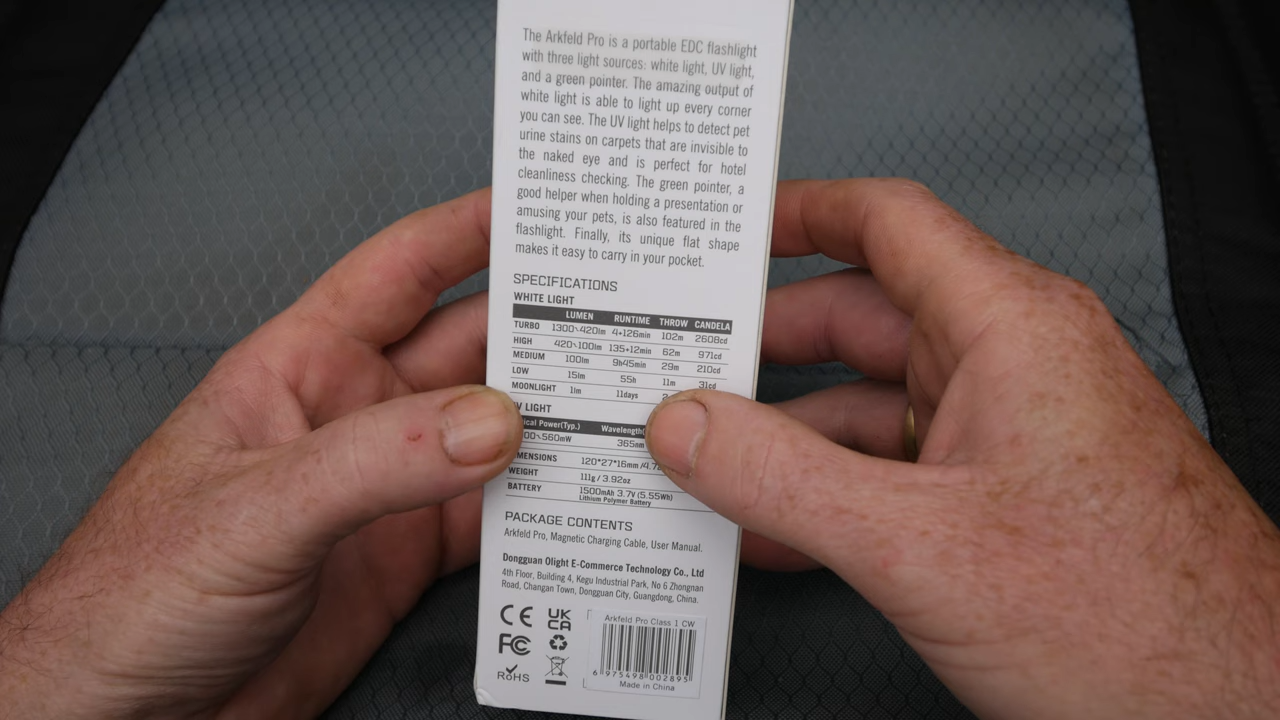 The Arkfeld Pro is a portable EDC flashlight
with three light sources: white light, UV light,
and a green pointer. The amazing output of
white light is able to light up every corner
you can see. The UV light helps to detect pet
urine stains on carpets that are invisible to
the naked eye and is perfect for hotel
cleanliness checking. The green pointer, a
good helper when holding a presentation or
amusing your pets, is also featured in the
flashlight. Finally, its unique flat shape
makes it easy to carry in your pocket.
SPECIFICATIONS
WHITE LIGHT
LUMEN RUNTIME THROW CANDELA
TURBO 1300~420lm 4+126min 102m 2608cd
HIGH 420~100lm 135+12min 62m 971cd
MEDIUM 100lm 9h45min 29m 210cd
LOW 15lm 55h 11m 31cd
MOONLIGHT 1lm 11days
LIGHT
Power(Typ.) Wavelength
365nm
120*27*16mm
WEIGHT 111g / 3.92oz
BATTERY 1500mAh 3.7V (5.55Wh)
Lithium Polymer Battery
PACKAGE CONTENTS
Arkfeld Pro, Magnetic Charging Cable, User Manual.
Dongguan Olight E-Commerce Technology Co., Ltd
4th Floor, Building 4, Kegu Industrial Park, No 6 Zhongnan
Road, Changan Town, Dongguan City, Guangdong, China.
CE UK
CA
FC
RoHS
Arkfeld Pro Class 1 CW
6 975498 002895
Made in China